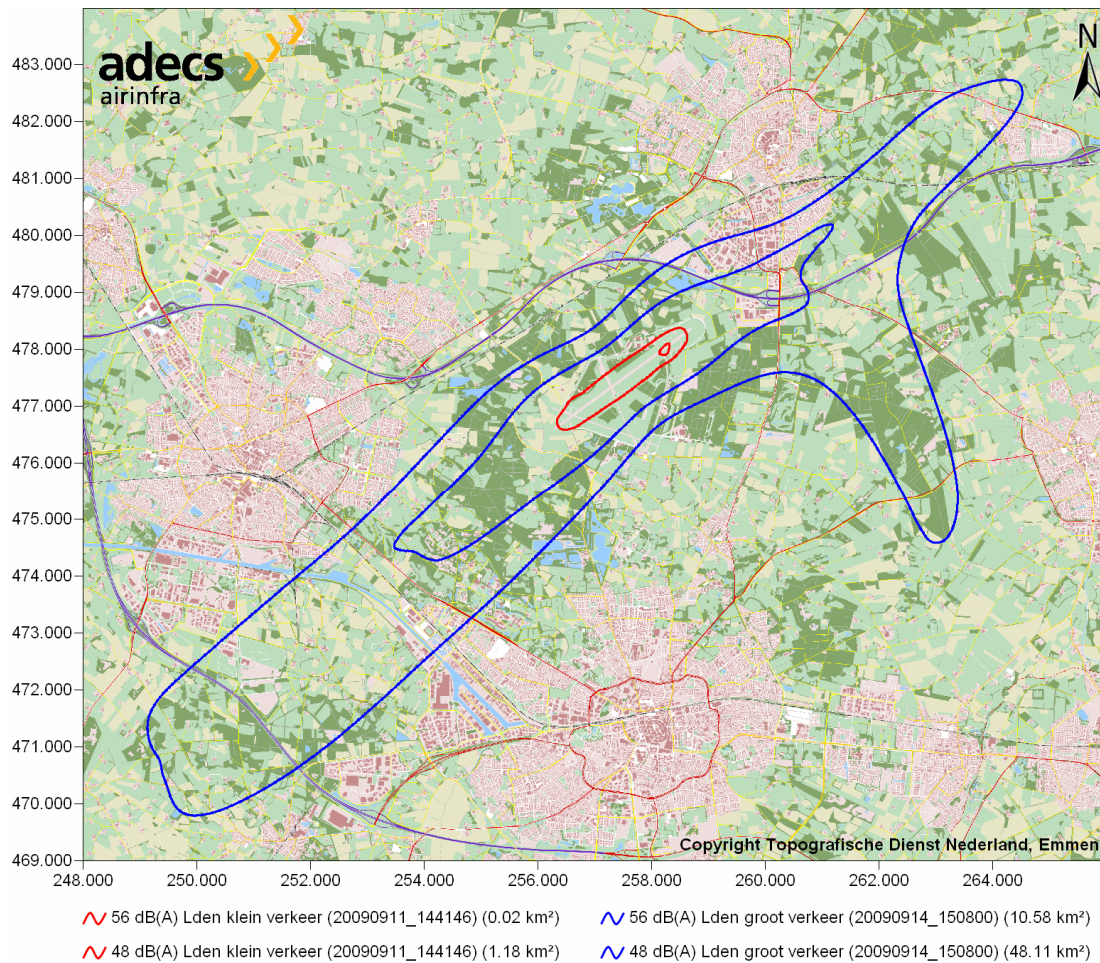 adecs
airinfra
N
483.000
482.000
481.000
480.000
479.000
478.000
477.000
476.000
475.000
474.000
473.000
472.000
471.000
470.000
469.000
Copyright Topografische Dienst Nederland, Emmen
248.000 250.000 252.000 254.000 256.000 258.000 260.000 262.000 264.000
56 dB(A) Lden klein verkeer (20090911_144146) (0.02 km²) 56 dB(A) Lden groot verkeer (20090914_150800) (10.58 km²)
48 dB(A) Lden klein verkeer (20090911_144146) (1.18 km²) 48 dB(A) Lden groot verkeer (20090914_150800) (48.11 km²)